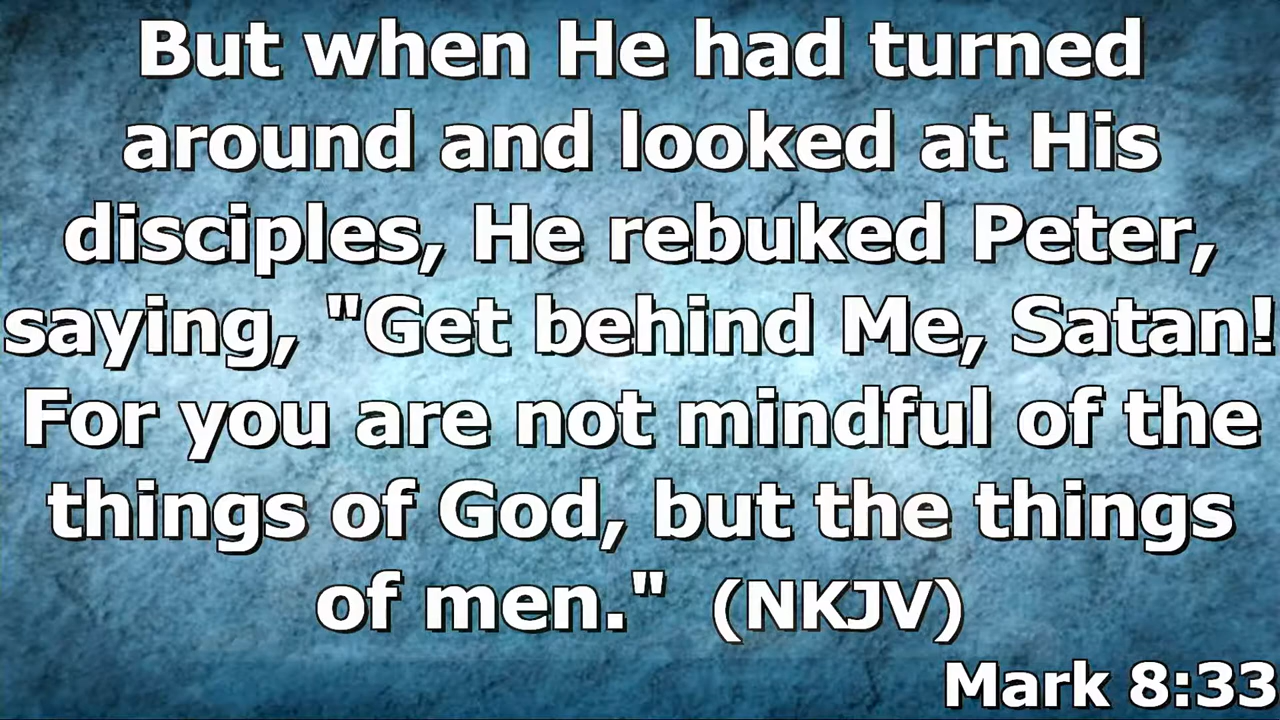 But when He had turned
around and looked at His
disciples, He rebuked Peter,
saying, "Get behind Me, Satan!
For you are not mindful of the
things of God, but the things
of men." (NKJV)
Mark 8:33